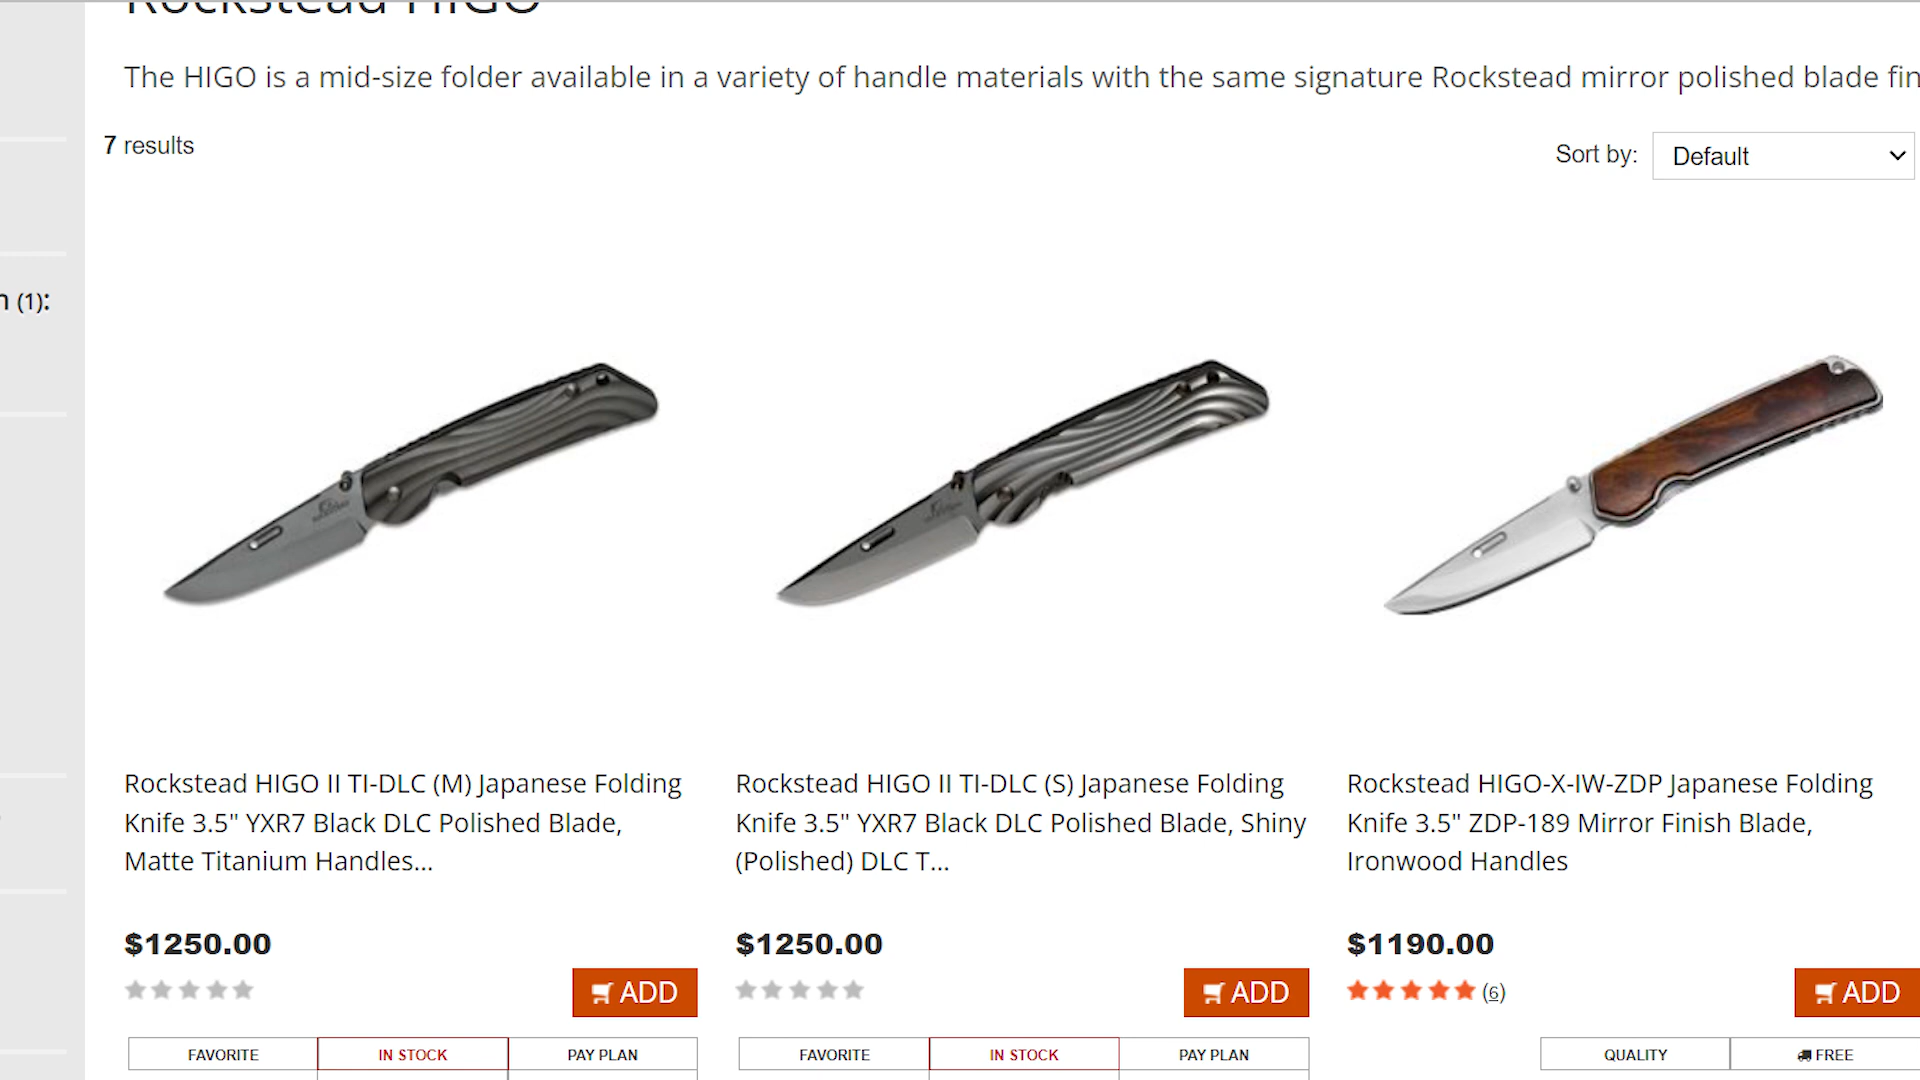 Rockstead HIGO
The HIGO is a mid-size folder available in a variety of handle materials with the same signature Rockstead mirror polished blade fin
7 results
Sort by: Default
(1):
Rockstead HIGO II TI-DLC (M) Japanese Folding
Knife 3.5" YXR7 Black DLC Polished Blade,
Matte Titanium Handles...
$1250.00
ADD
FAVORITE
IN STOCK
PAY PLAN
Rockstead HIGO II TI-DLC (S) Japanese Folding
Knife 3.5" YXR7 Black DLC Polished Blade, Shiny
(Polished) DLC T...
$1250.00
ADD
FAVORITE
IN STOCK
PAY PLAN
Rockstead HIGO-X-IW-ZDP Japanese Folding
Knife 3.5" ZDP-189 Mirror Finish Blade,
Ironwood Handles
$1190.00
(6)
ADD
QUALITY
FREE